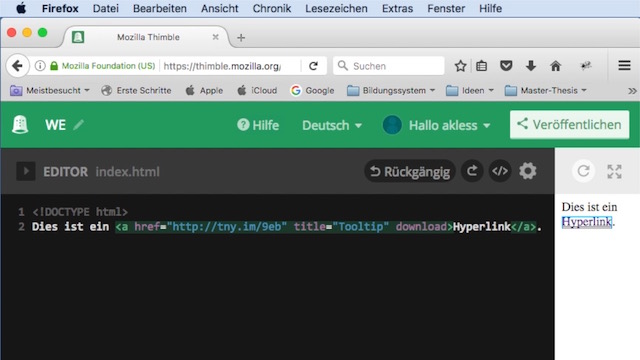 Firefox Datei Bearbeiten Ansicht Chronik Lesezeichen Extras Fenster Hilfe
Mozilla Thimble × +
Mozilla Foundation (US) https://thimble.mozilla.org/ Suchen
Meistbesucht Erste Schritte Apple iCloud Google Bildungssystem Ideen Master-Thesis
WE Hilfe Deutsch Hallo akless Veröffentlichen
EDITOR index.html Rückgängig </>
1 <!DOCTYPE html>
2 Dies ist ein <a href="http://tny.im/9eb" title="Tooltip" download>Hyperlink</a>.
Dies ist ein
Hyperlink.